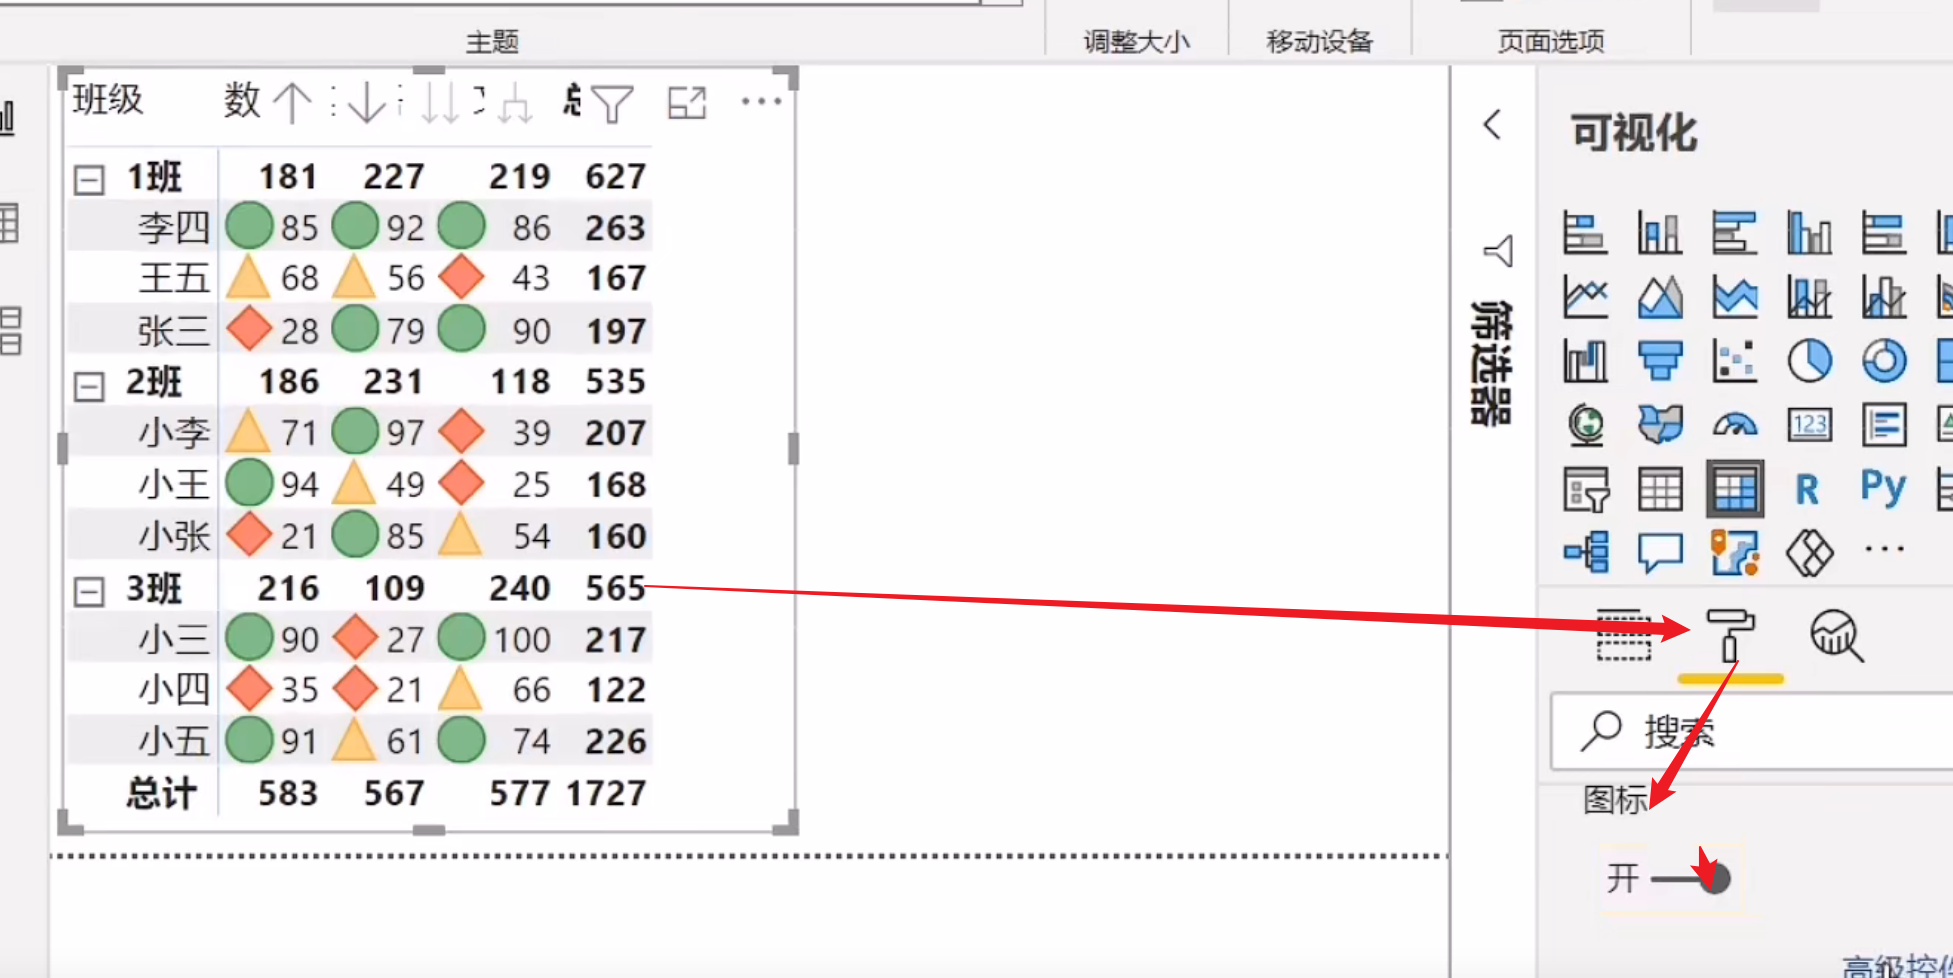 主题
调整大小
移动设备
页面选项
班级 数 总
1班 181 227 219 627
李四 85 92 86 263
王五 68 56 43 167
张三 28 79 90 197
2班 186 231 118 535
小李 71 97 39 207
小王 94 49 25 168
小张 21 85 54 160
3班 216 109 240 565
小三 90 27 100 217
小四 35 21 66 122
小五 91 61 74 226
总计 583 567 577 1727
筛选器
可视化
123
R Py
搜索
图标
开
高级控件